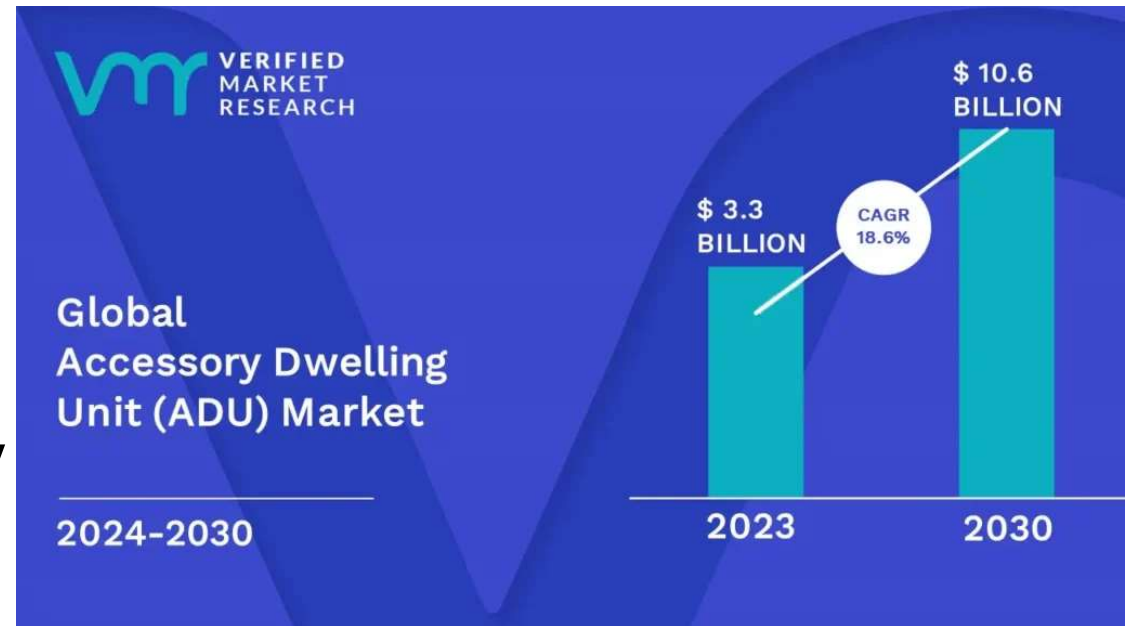 vmr
VERIFIED
MARKET
RESEARCH
$ 10.6
BILLION
$ 3.3
BILLION
CAGR
18.6%
Global
Accessory Dwelling
Unit (ADU) Market
2024-2030
2023
2030